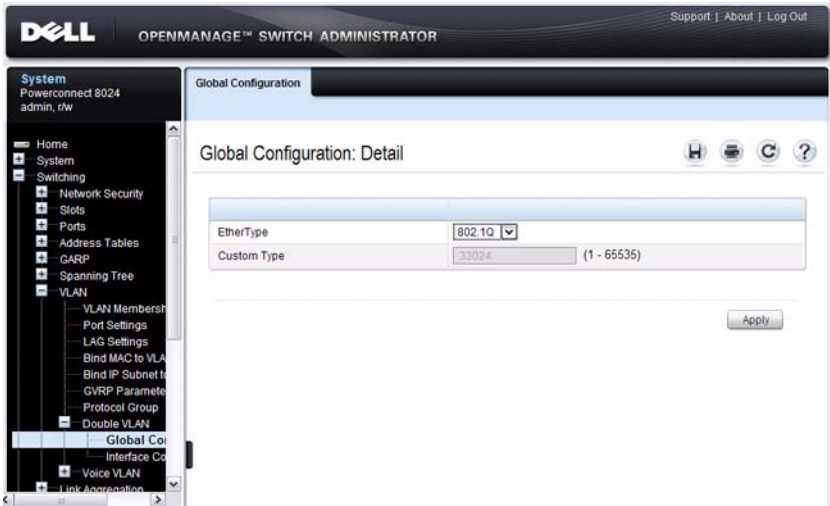 Support | About | Log Out
DELL OPENMANAGE™ SWITCH ADMINISTRATOR
System
Powerconnect 8024
admin, r/w
Home
System
Switching
Network Security
Slots
Ports
Address Tables
GARP
Spanning Tree
VLAN
VLAN Membersh
Port Settings
LAG Settings
Bind MAC to VLA
Bind IP Subnet to
GVRP Paramete
Protocol Group
Double VLAN
Global Co
Interface Co
Voice VLAN
Link Aggregation
Global Configuration
Global Configuration: Detail
EtherType 802.1Q
Custom Type 33024 (1 - 65535)
Apply